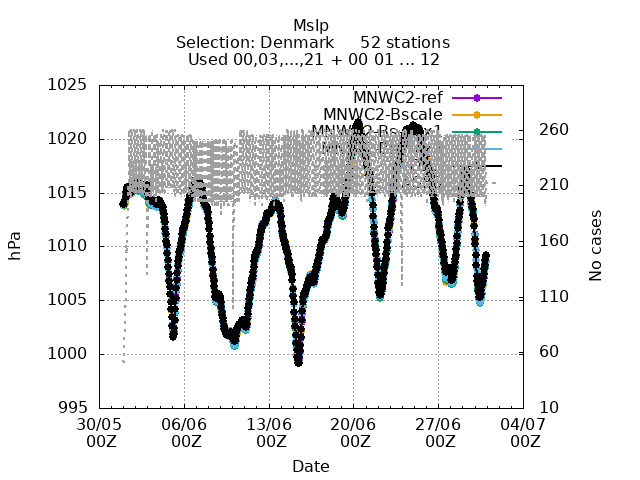 Mslp
Selection: Denmark 52 stations
Used 00,03,...,21 + 00 01 ... 12
1025
1020
1015
1010
1005
1000
995
hPa
MNWC2-ref
MNWC2-Bscale
260
210
160
110
60
10
No cases
30/05 06/06 13/06 20/06 27/06 04/07
00Z 00Z 00Z 00Z 00Z 00Z
Date